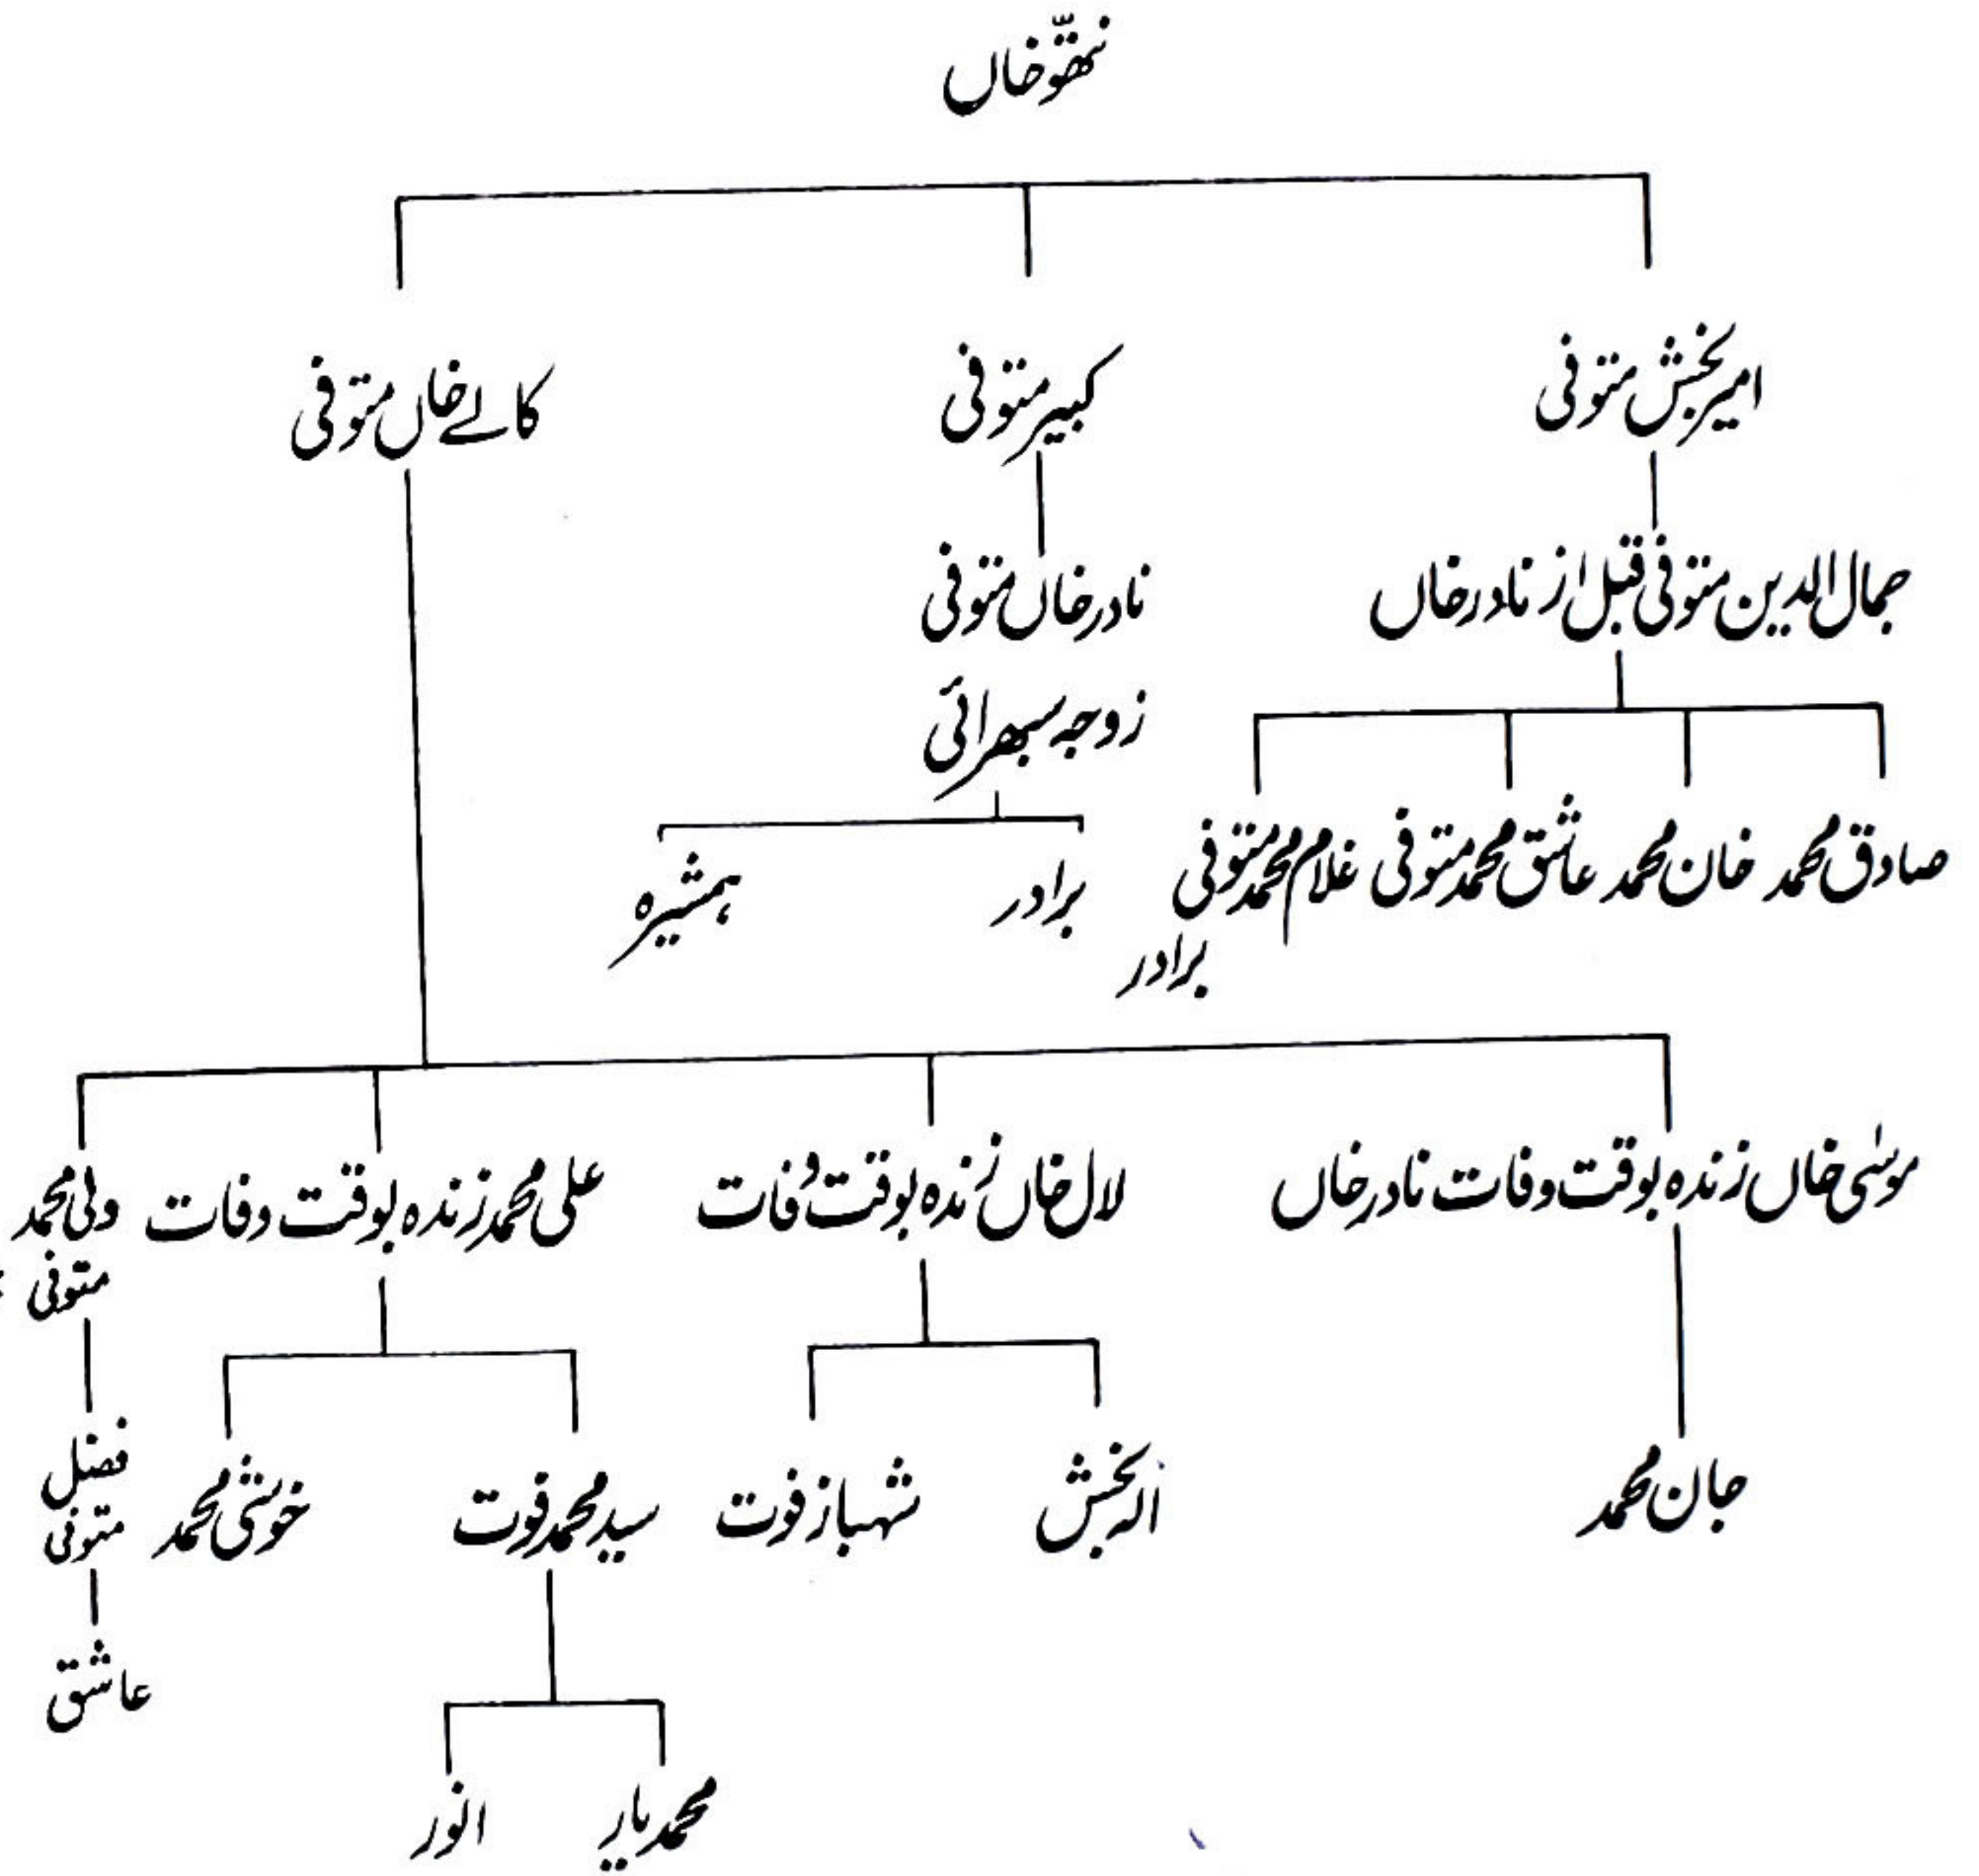 نتھّو خاں
امیر بخش متوفی کبیر متوفی کالے خاں متوفی
جمال الدین متوفی قبل از نادر خاں نادر خاں متوفی
زوجہ سبھرائی
صادق محمد خان محمد عاشق محمد متوفی غلام محمد متوفی برادر ہمشیرہ
برادر
موسٰی خاں زندہ بوقت وفات نادر خاں لال خاں زندہ بوقت وفات علی محمد زندہ بوقت وفات ولی محمد
متوفی
جان محمد الہ بخش شہباز فوت سید محمد فوت خوشی محمد فضل
متوفی
عاشق
محمد یار انور